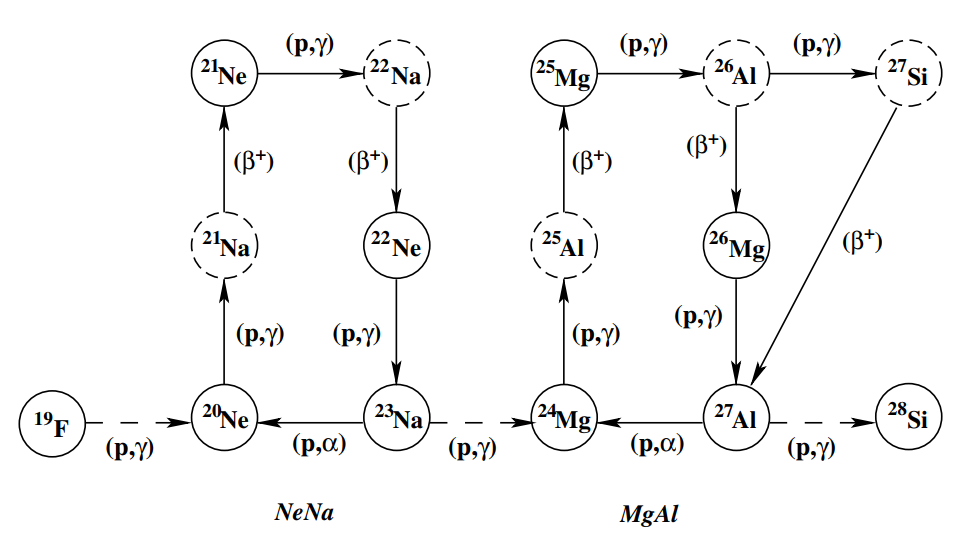 (p,γ) (p,γ) (p,γ)
²¹Ne ²²Na ²⁵Mg ²⁶Al ²⁷Si
(β⁺) (β⁺) (β⁺) (β⁺)
²¹Na ²²Ne ²⁵Al ²⁶Mg (β⁺)
(p,γ) (p,γ) (p,γ) (p,γ)
¹⁹F ²⁰Ne ²³Na ²⁴Mg ²⁷Al ²⁸Si
(p,γ) (p,α) (p,γ) (p,α) (p,γ)
NeNa MgAl